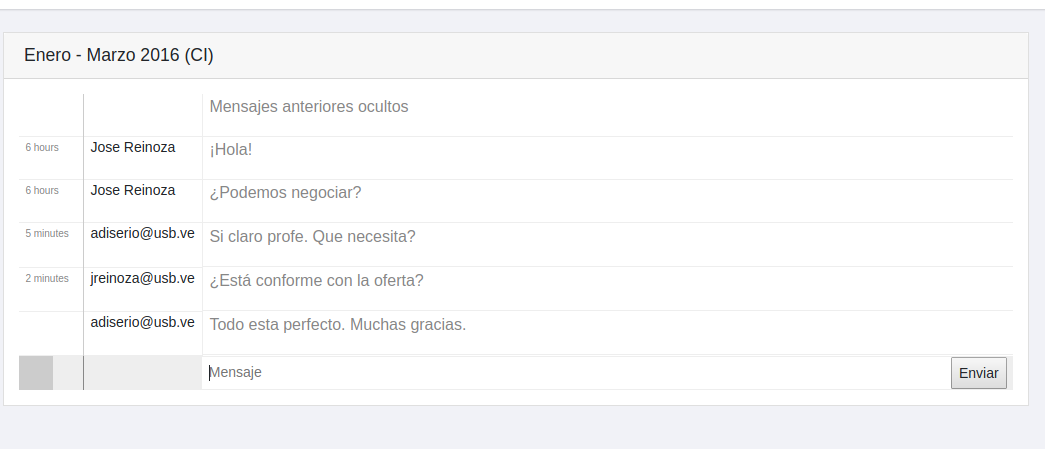 Enero - Marzo 2016 (CI)
Mensajes anteriores ocultos
6 hours Jose Reinoza ¡Hola!
6 hours Jose Reinoza ¿Podemos negociar?
5 minutes adiserio@usb.ve Si claro profe. Que necesita?
2 minutes jreinoza@usb.ve ¿Está conforme con la oferta?
adiserio@usb.ve Todo esta perfecto. Muchas gracias.
Mensaje Enviar